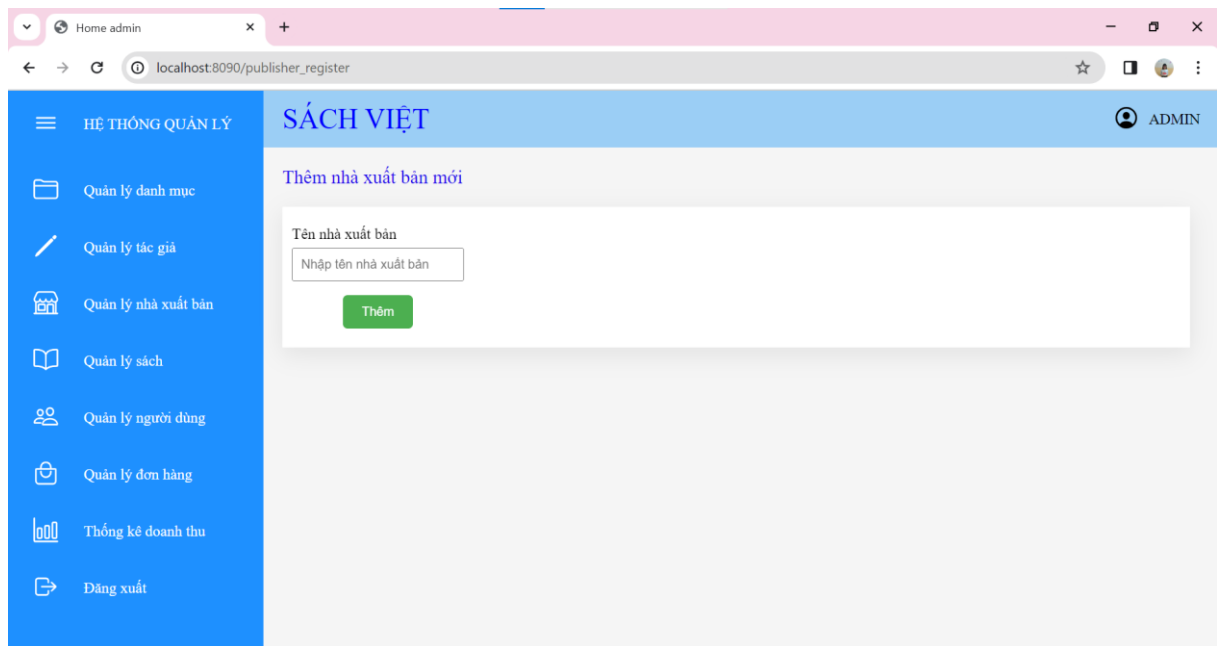 Home admin
localhost:8090/publisher_register
HỆ THỐNG QUẢN LÝ
SÁCH VIỆT
ADMIN
Quản lý danh mục
Quản lý tác giả
Quản lý nhà xuất bản
Quản lý sách
Quản lý người dùng
Quản lý đơn hàng
Thống kê doanh thu
Đăng xuất
Thêm nhà xuất bản mới
Tên nhà xuất bản
Nhập tên nhà xuất bản
Thêm